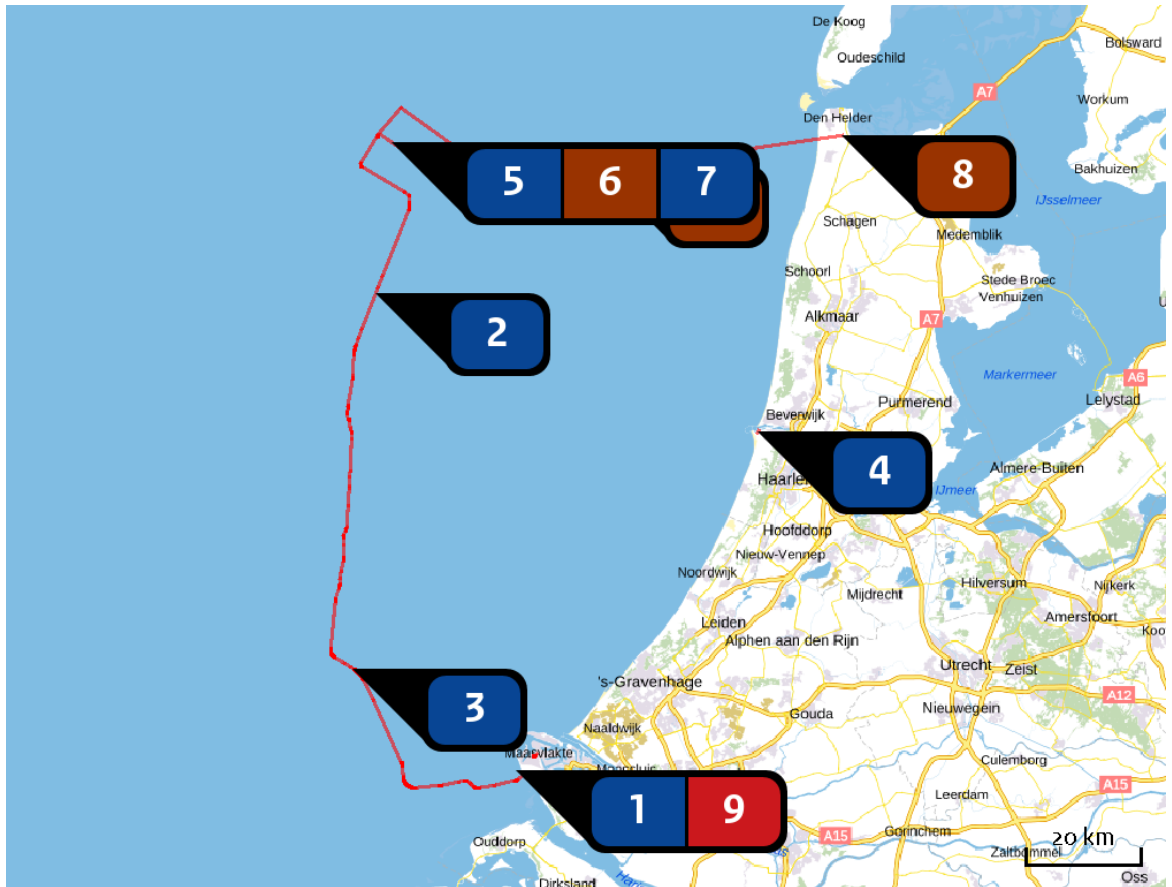 De Koog
Oudeschild
Bolsward
A7
Workum
Den Helder
Bakhuizen
5 6 7
8
IJsselmeer
Schagen
Medemblik
Schoorl
Stede Broec
Venhuizen
2
Alkmaar
A7
Markermeer
A6
Lelystad
Beverwijk
Purmerend
4
Haarle
Almere-Buiten
IJmeer
Hoofddorp
Nieuw-Vennep
Noordwijk
Hilversum
Nijkerk
Mijdrecht
Leiden
Amersfoort
Koo
Alphen aan den Rijn
Utrecht
Zeist
's-Gravenhage
A12
3
Gouda
Nieuwegein
Naaldwijk
Maasvlakte
Culemborg
Maassluis
A15
Leerdam
1 9
A15
Gorinchem
20 km
Ouddorp
Zaltbommel
Oss
Dirksland